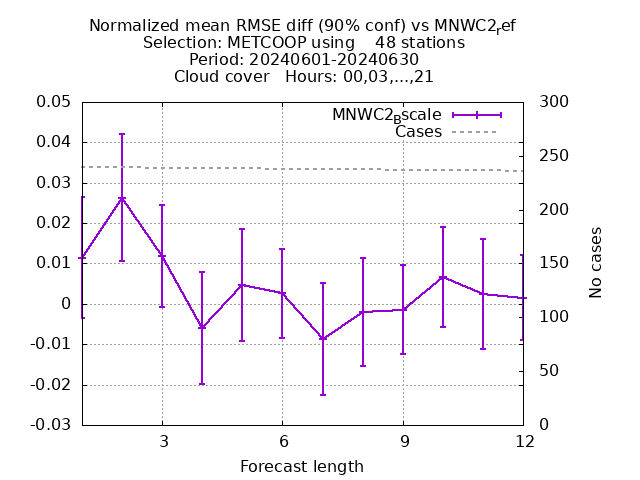 Normalized mean RMSE diff (90% conf) vs MNWC2ref
Selection: METCOOP using 48 stations
Period: 20240601-20240630
Cloud cover Hours: 00,03,...,21
MNWC2Bscale
Cases
0.05
0.04
0.03
0.02
0.01
0
-0.01
-0.02
-0.03
300
250
200
150
100
50
0
No cases
3 6 9 12
Forecast length